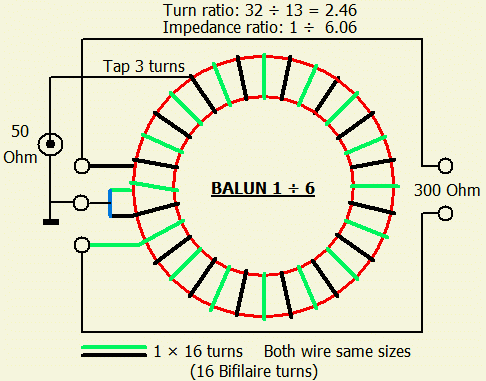 Turn ratio: 32 ÷ 13 = 2.46
Impedance ratio: 1 ÷ 6.06
Tap 3 turns
50
Ohm
BALUN 1 ÷ 6
300 Ohm
1 × 16 turns Both wire same sizes
(16 Bifilaire turns)